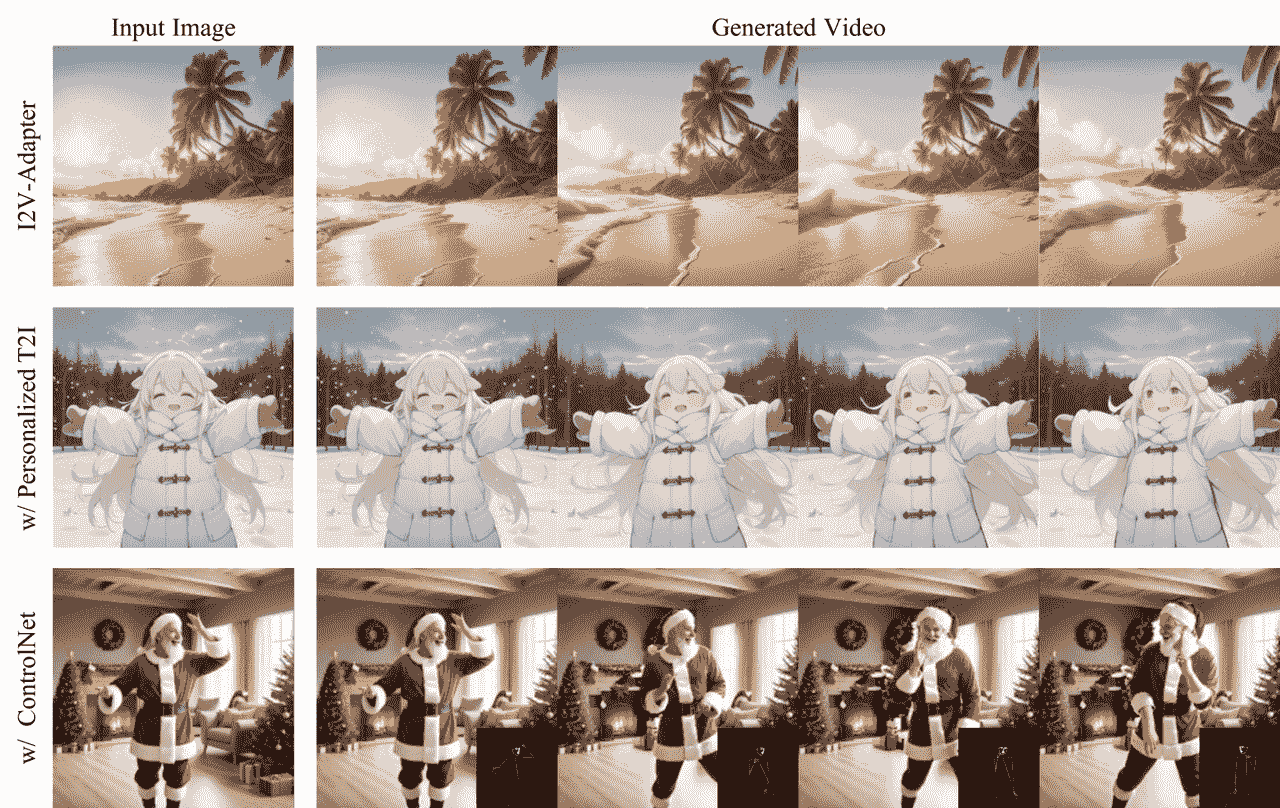 Input Image
Generated Video
I2V-Adapter
w/ Personalized T2I
w/ ControlNet